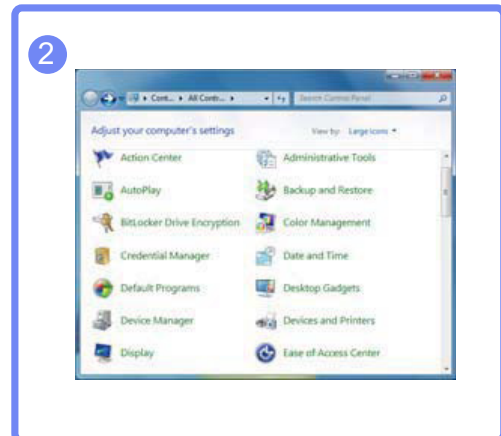 2
Cont... ▸ All Contr... ▸ Search Control Panel
Adjust your computer's settings View by: Large icons
Action Center Administrative Tools
AutoPlay Backup and Restore
BitLocker Drive Encryption Color Management
Credential Manager Date and Time
Default Programs Desktop Gadgets
Device Manager Devices and Printers
Display Ease of Access Center